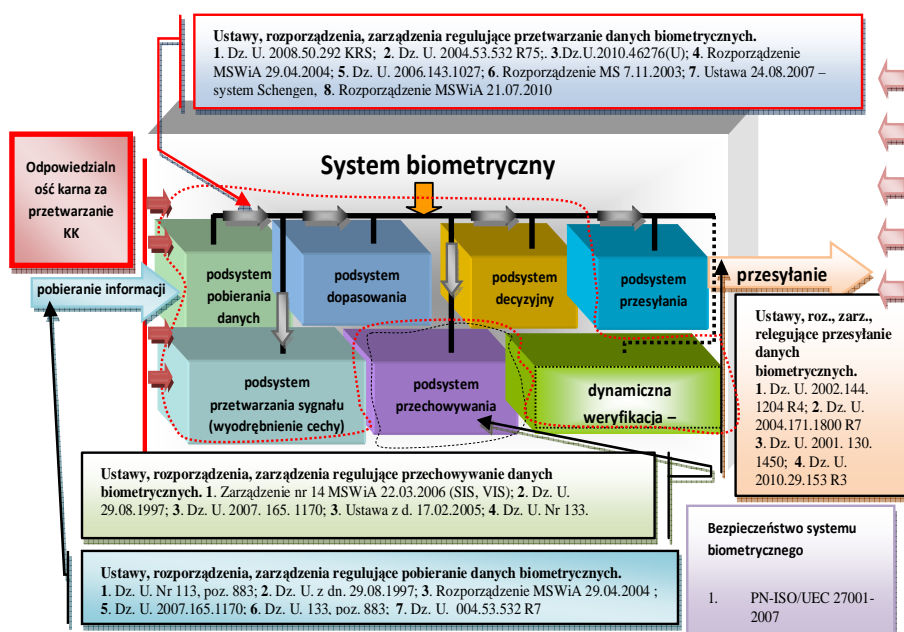 Ustawy, rozporządzenia, zarządzenia regulujące przetwarzanie danych biometrycznych.
1. Dz. U. 2008.50.292 KRS; 2. Dz. U. 2004.53.532 R75;. 3.Dz.U.2010.46276(U); 4. Rozporządzenie
MSWiA 29.04.2004; 5. Dz. U. 2006.143.1027; 6. Rozporządzenie MS 7.11.2003; 7. Ustawa 24.08.2007 –
system Schengen, 8. Rozporządzenie MSWiA 21.07.2010
Odpowiedzialn
ość karna za
przetwarzanie
KK
System biometryczny
pobieranie informacji
podsystem
pobierania
danych
podsystem
dopasowania
podsystem
decyzyjny
podsystem
przesyłania
przesyłanie
podsystem
przetwarzania sygnału
(wyodrębnienie cechy)
podsystem
przechowywania
dynamiczna
weryfikacja –
Ustawy, roz., zarz.,
relegujące przesyłanie
danych
biometrycznych.
1. Dz. U. 2002.144.
1204 R4; 2. Dz. U.
2004.171.1800 R7
3. Dz. U. 2001. 130.
1450; 4. Dz. U.
2010.29.153 R3
Ustawy, rozporządzenia, zarządzenia regulujące przechowywanie danych
biometrycznych. 1. Zarządzenie nr 14 MSWiA 22.03.2006 (SIS, VIS); 2. Dz. U.
29.08.1997; 3. Dz. U. 2007. 165. 1170; 3. Ustawa z d. 17.02.2005; 4. Dz. U. Nr 133.
Bezpieczeństwo systemu
biometrycznego
1. PN-ISO/UEC 27001-
2007
Ustawy, rozporządzenia, zarządzenia regulujące pobieranie danych biometrycznych.
1. Dz. U. Nr 113, poz. 883; 2. Dz. U. z dn. 29.08.1997; 3. Rozporządzenie MSWiA 29.04.2004 ;
5. Dz. U. 2007.165.1170; 6. Dz. U. 133, poz. 883; 7. Dz. U. 004.53.532 R7